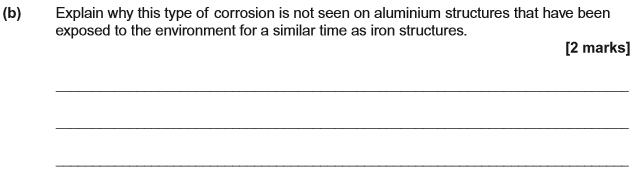 (b) Explain why this type of corrosion is not seen on aluminium structures that have been
exposed to the environment for a similar time as iron structures.
[2 marks]